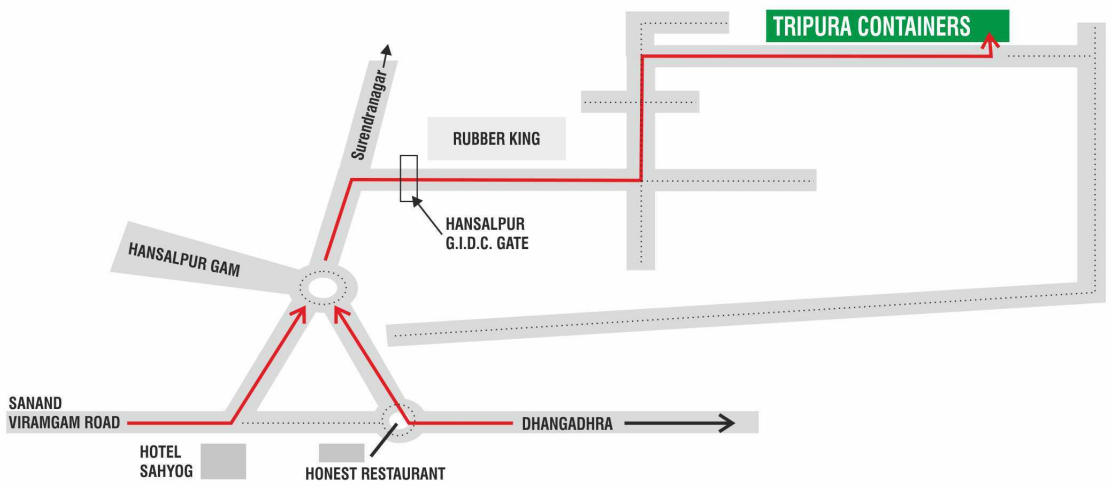 TRIPURA CONTAINERS
Surendranagar
RUBBER KING
HANSALPUR
G.I.D.C. GATE
HANSALPUR GAM
SANAND
VIRAMGAM ROAD
DHANGADHRA
HOTEL
SAHYOG
HONEST RESTAURANT